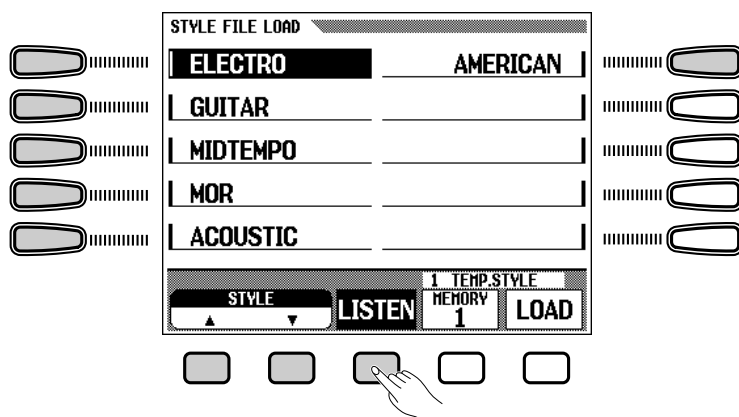 STYLE FILE LOAD
ELECTRO AMERICAN
GUITAR
MIDTEMPO
MOR
ACOUSTIC
1 TEMP.STYLE
STYLE
▲ ▼
LISTEN
MEMORY
1
LOAD